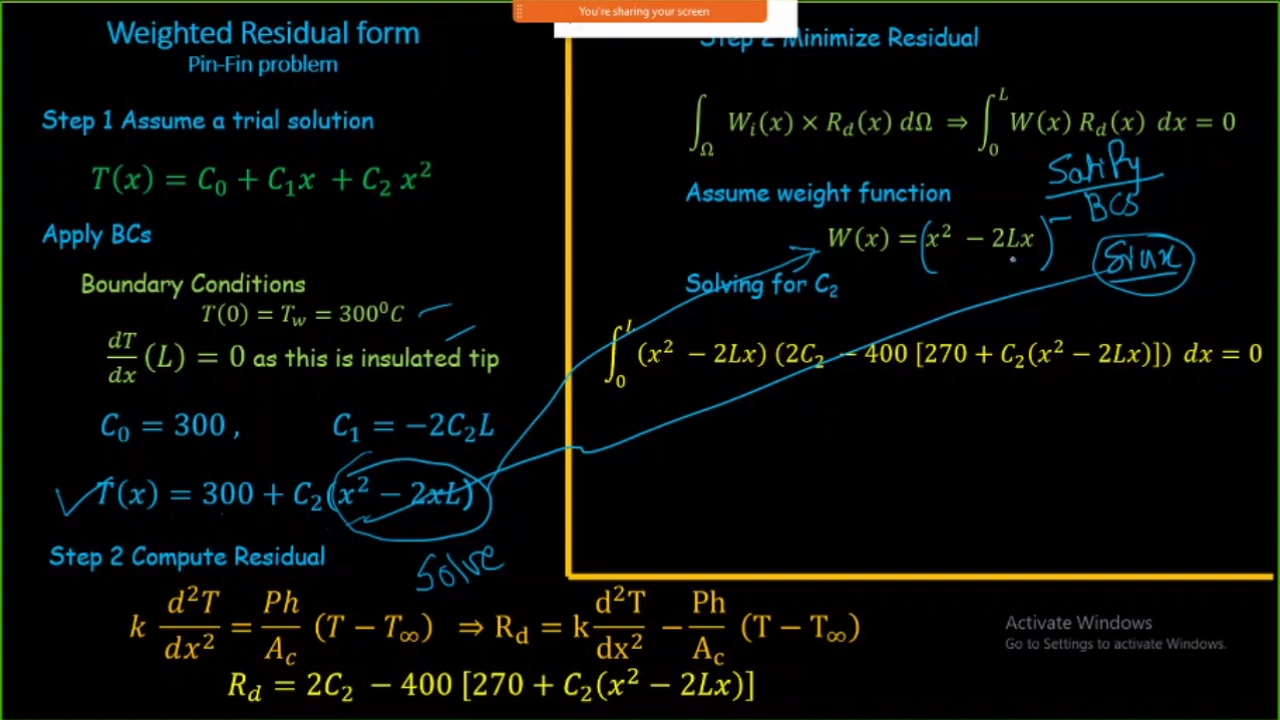 You're sharing your screen
Weighted Residual form
Pin-Fin problem
Step 1 Assume a trial solution
T(x) = C₀ + C₁x + C₂ x²
Apply BCs
Boundary Conditions
T(0) = T_w = 300⁰C
dT/dx (L) = 0 as this is insulated tip
C₀ = 300 , C₁ = −2C₂L
T(x) = 300 + C₂(x² − 2xL)
Step 2 Compute Residual
Solve
k d²T/dx² = Ph/A_c (T − T_∞) ⇒ R_d = k d²T/dx² − Ph/A_c (T − T_∞)
R_d = 2C₂ − 400 [270 + C₂(x² − 2Lx)]
Step 2 Minimize Residual
∫_Ω W_i(x) × R_d(x) dΩ ⇒ ∫₀ᴸ W(x) R_d(x) dx = 0
Satify
Assume weight function
BCS
W(x) = (x² − 2Lx)
Solving for C₂
∫₀ᴸ (x² − 2Lx) (2C₂ − 400 [270 + C₂(x² − 2Lx)]) dx = 0
Activate Windows
Go to Settings to activate Windows.